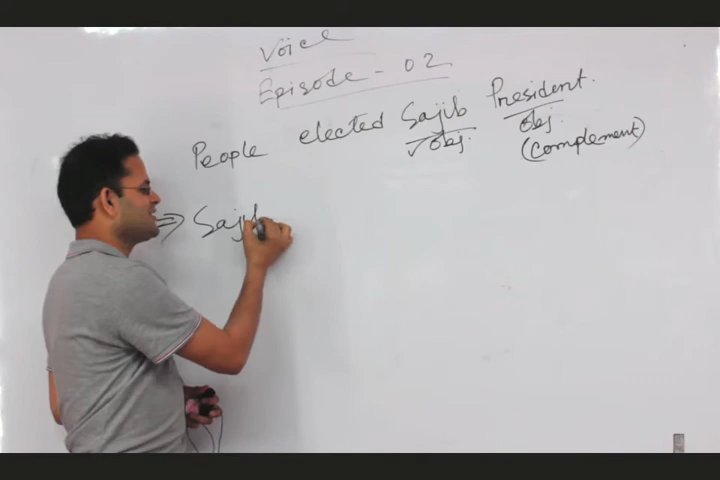 Voice
Episode - 02
People elected Sajib President.
✓obj. obj.
(Complement)
⇒ Sajib